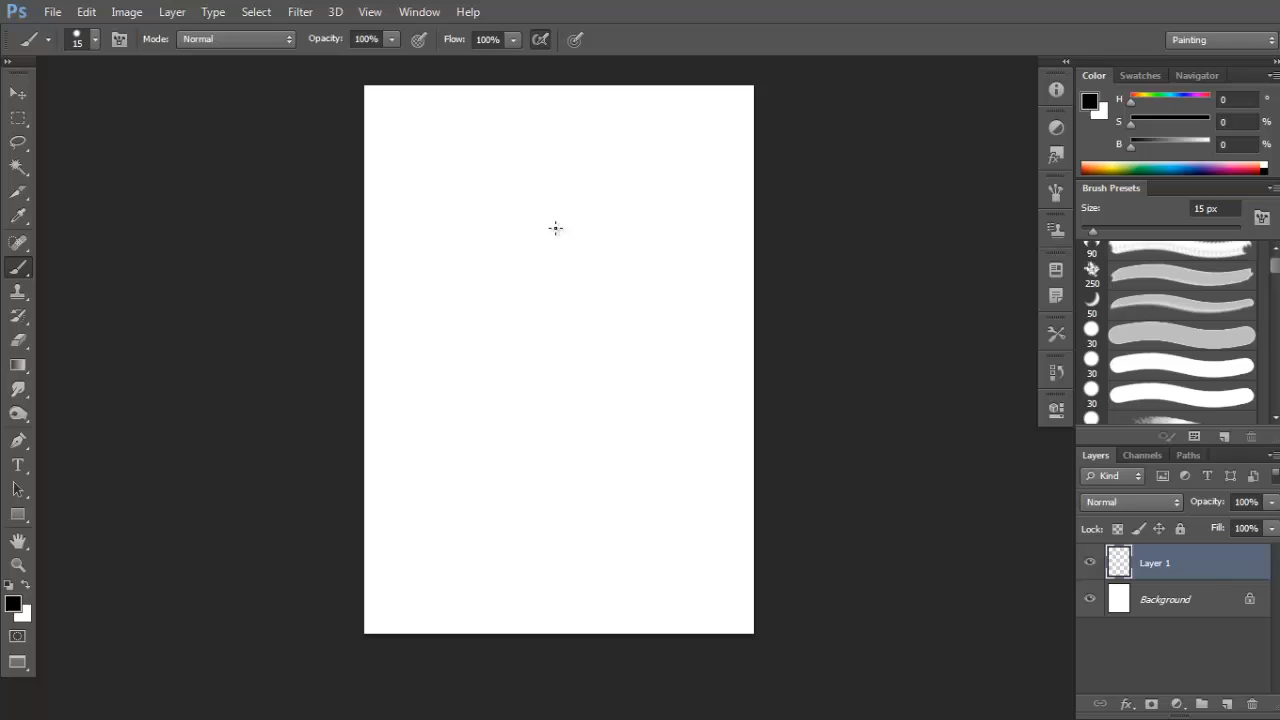 Ps File Edit Image Layer Type Select Filter 3D View Window Help
15 Mode: Normal Opacity: 100% Flow: 100% Painting
Color Swatches Navigator
H 0 °
S 0 %
B 0 %
Brush Presets
Size: 15 px
90
250
50
30
30
30
Layers Channels Paths
Kind T
Normal Opacity: 100%
Lock: Fill: 100%
Layer 1
Background
fx
T